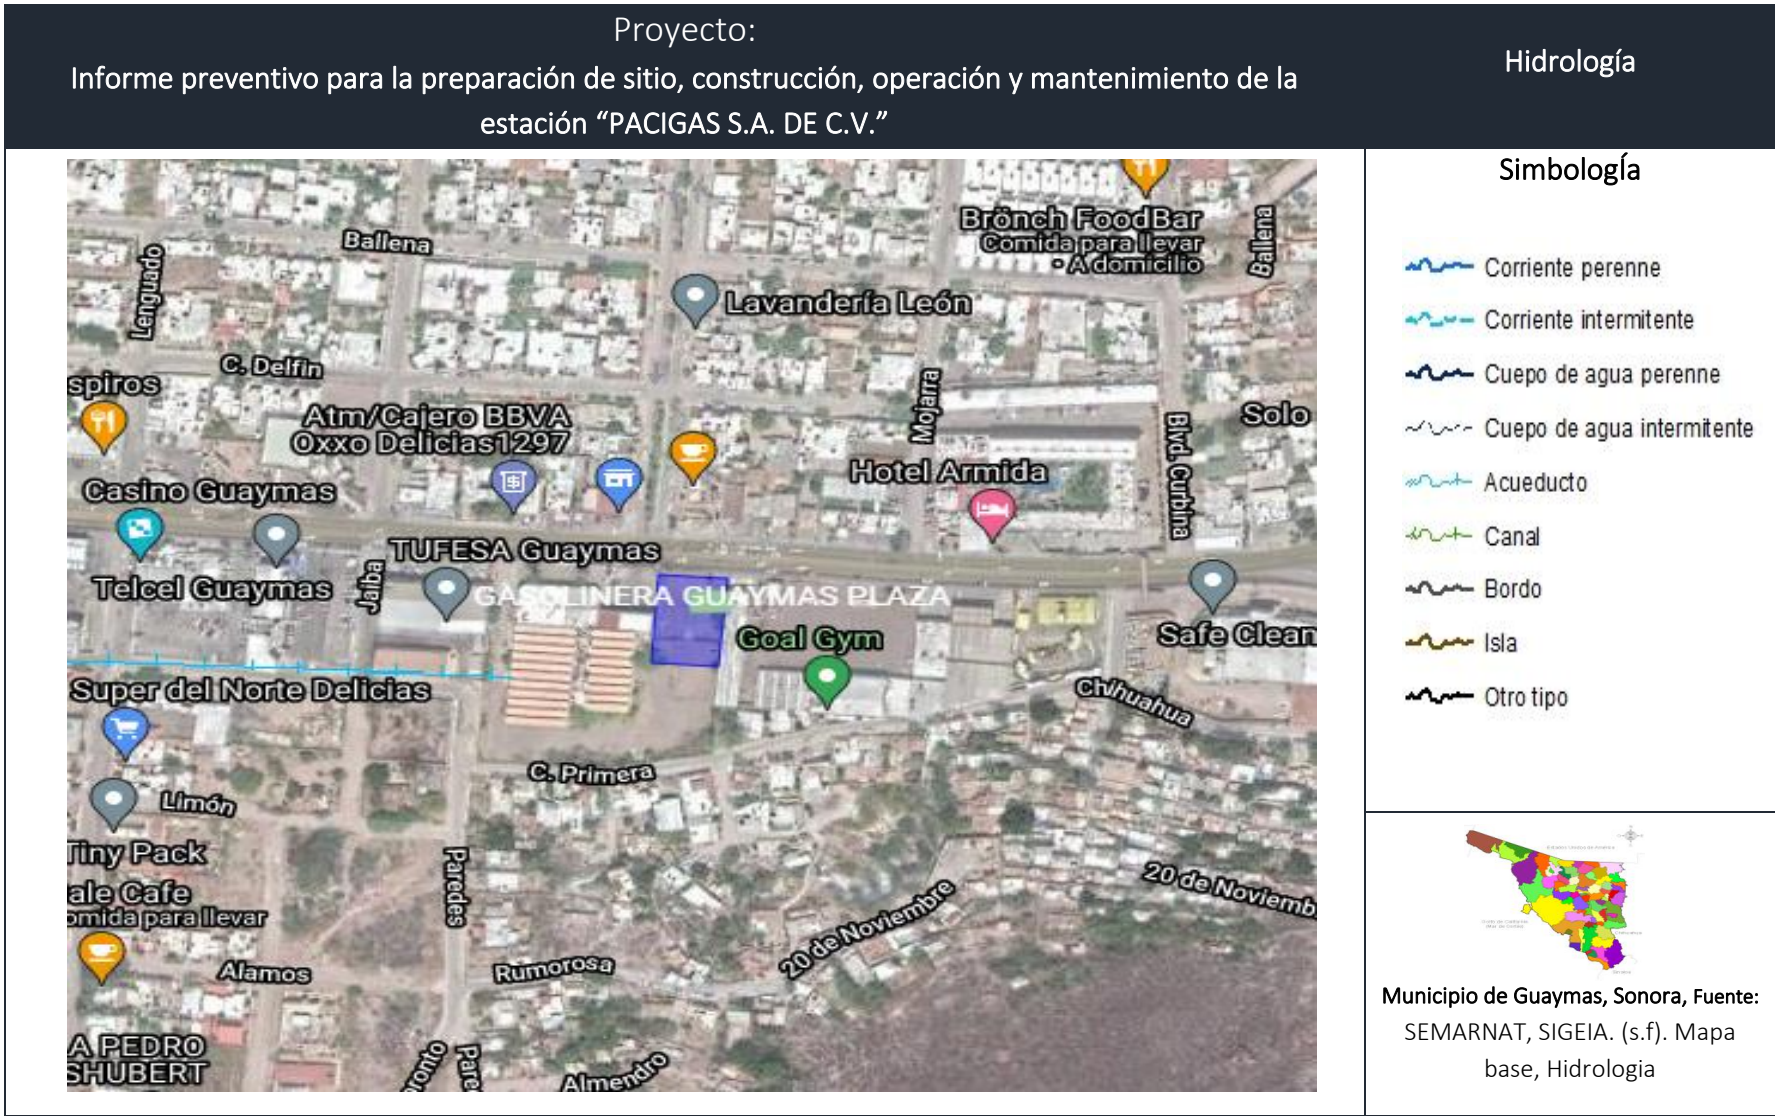 Proyecto:
Informe preventivo para la preparación de sitio, construcción, operación y mantenimiento de la
estación “PACIGAS S.A. DE C.V.”
Hidrología
Ballena
Lenguado
Brönch FoodBar
Comida para llevar
• A domicilio
Ballena
Lavandería León
C. Delfin
spiros
Atm/Cajero BBVA
Oxxo Delicias1297
Mojarra
Blvd. Curbina
Solo
Casino Guaymas
Hotel Armida
TUFESA Guaymas
Telcel Guaymas
Jaiba
GASOLINERA GUAYMAS PLAZA
Goal Gym
Safe Clean
Super del Norte Delicias
Chihuahua
C. Primera
Limón
Tiny Pack
ale Cafe
omida para llevar
Paredes
20 de Noviembre
20 de Noviemb
Alamos
Rumorosa
A PEDRO
SHUBERT
ronto
Pare
Almendro
Simbología
Corriente perenne
Corriente intermitente
Cuepo de agua perenne
Cuepo de agua intermitente
Acueducto
Canal
Bordo
Isla
Otro tipo
Municipio de Guaymas, Sonora, Fuente:
SEMARNAT, SIGEIA. (s.f). Mapa
base, Hidrologia